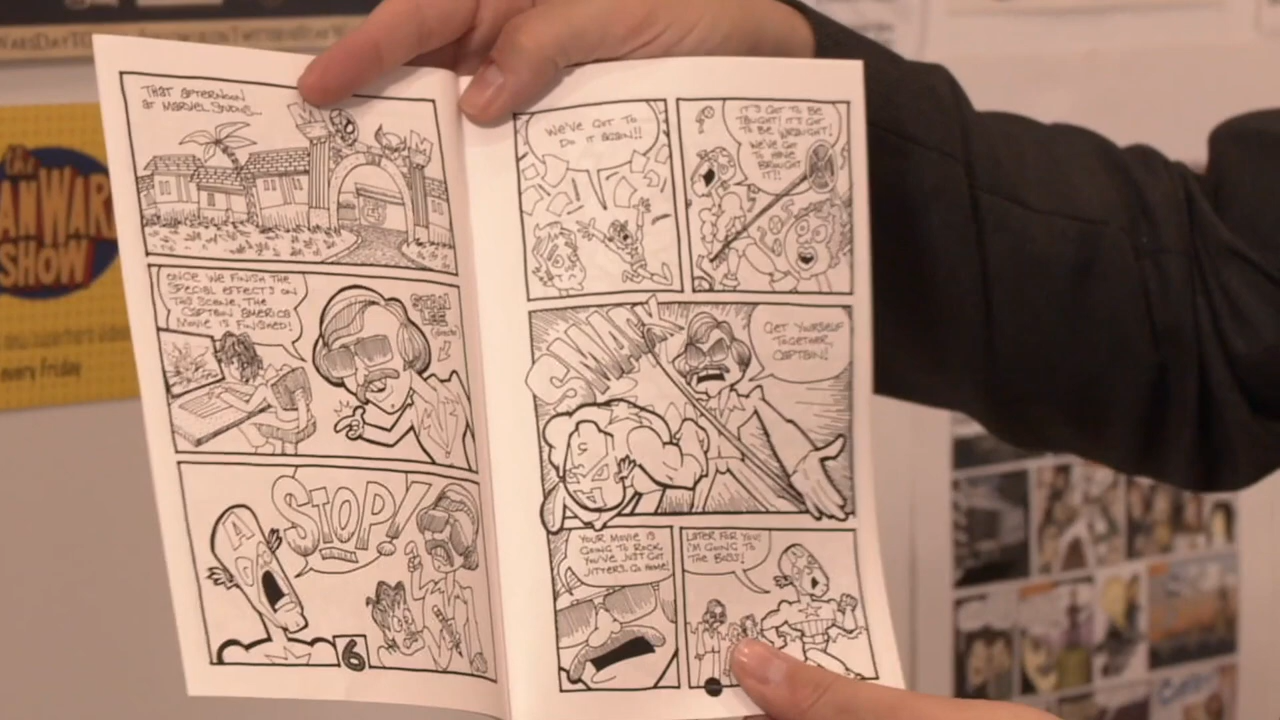 the
SHOW
every Friday
THAT AFTERNOON
AT MARVEL STUDIOS...
ONCE WE FINISH THE
SPECIAL EFFECTS ON
THIS SCENE, THE
CAPTAIN AMERICA
MOVIE IS FINISHED!
STAN
LEE
A
STOP!
6
WE'VE GOT TO
DO IT AGAIN!!
IT'S GOT TO BE
TAUGHT! IT'S GOT
TO BE WROUGHT!
WE'VE GOT
TO HAVE
BROUGHT
IT!!
SMACK
GET YOURSELF
TOGETHER,
CAPTAIN!
YOUR MOVIE IS
GOING TO ROCK.
YOU'VE JUST GOT
JITTERS. GO HOME!
LATER FOR YOU!
I'M GOING TO
THE BOSS!